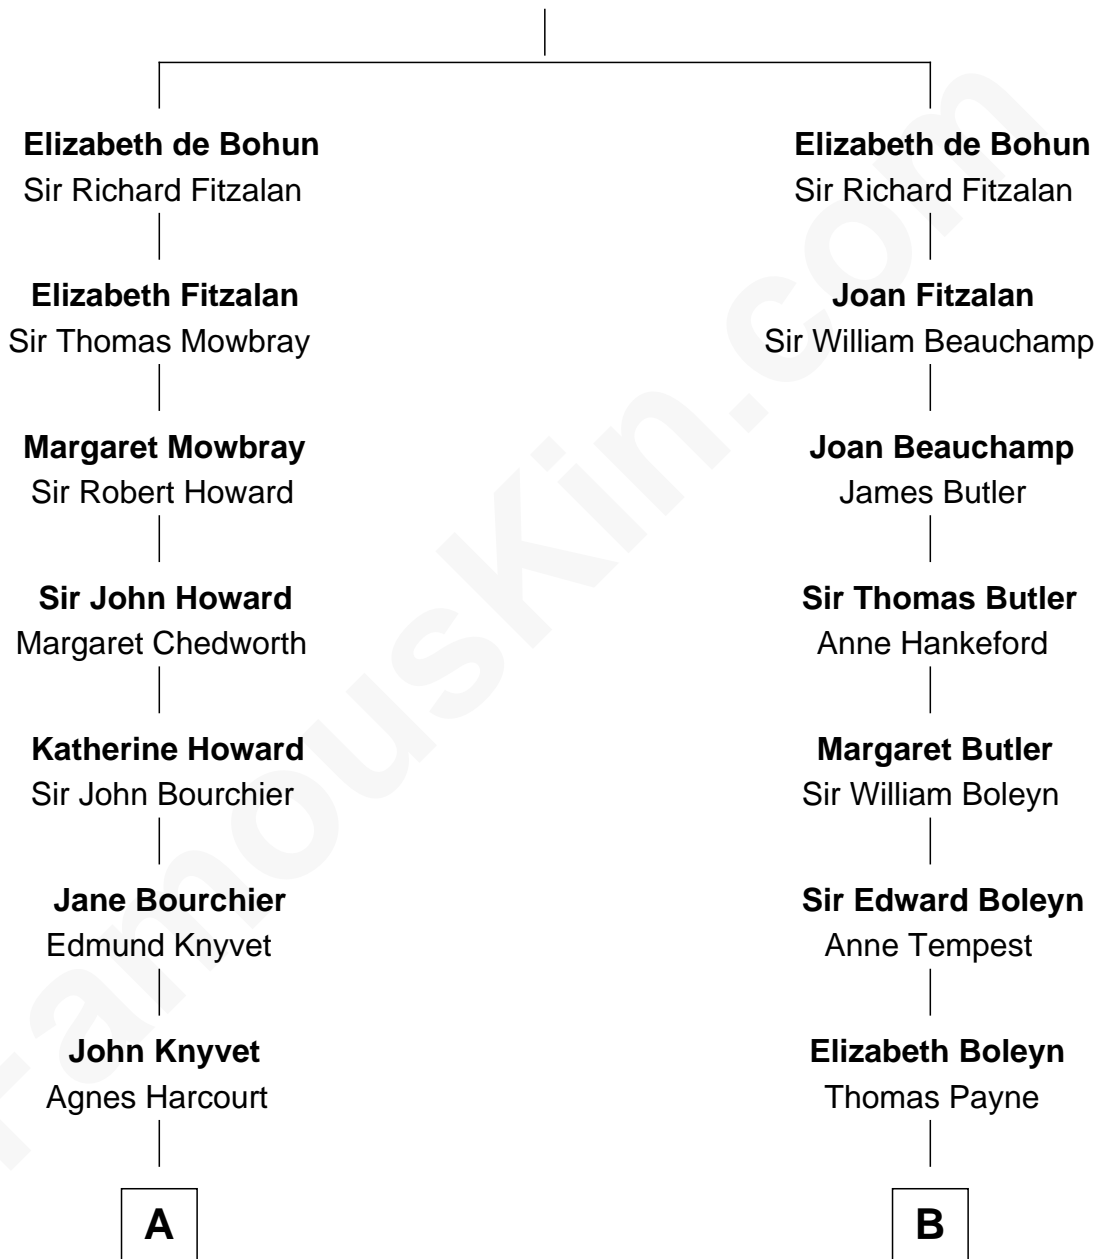 Elizabeth de Bohun
Sir Richard Fitzalan
Elizabeth Fitzalan
Sir Thomas Mowbray
Margaret Mowbray
Sir Robert Howard
Sir John Howard
Margaret Chedworth
Katherine Howard
Sir John Bourchier
Jane Bourchier
Edmund Knyvet
John Knyvet
Agnes Harcourt
A
Elizabeth de Bohun
Sir Richard Fitzalan
Joan Fitzalan
Sir William Beauchamp
Joan Beauchamp
James Butler
Sir Thomas Butler
Anne Hankeford
Margaret Butler
Sir William Boleyn
Sir Edward Boleyn
Anne Tempest
Elizabeth Boleyn
Thomas Payne
B
FamousKin.com